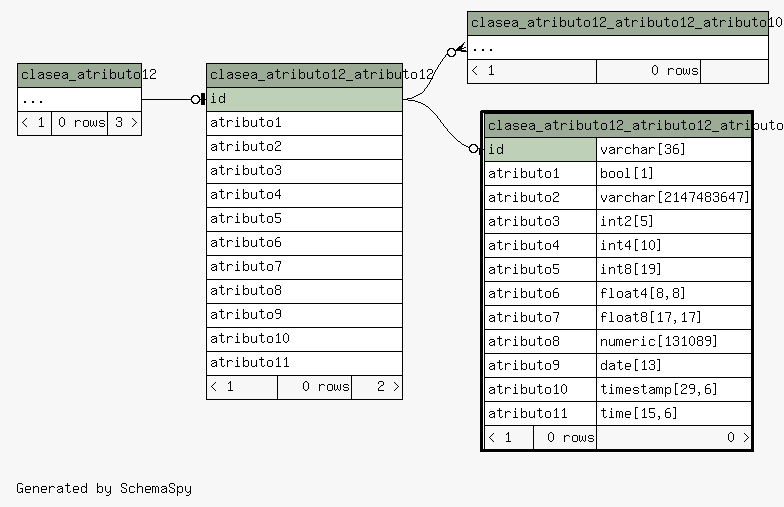 clasea_atributo12
...
< 1 0 rows 3 >
clasea_atributo12_atributo12
id
atributo1
atributo2
atributo3
atributo4
atributo5
atributo6
atributo7
atributo8
atributo9
atributo10
atributo11
< 1 0 rows 2 >
clasea_atributo12_atributo12_atributo10
...
< 1 0 rows
clasea_atributo12_atributo12_atributo
id varchar[36]
atributo1 bool[1]
atributo2 varchar[2147483647]
atributo3 int2[5]
atributo4 int4[10]
atributo5 int8[19]
atributo6 float4[8,8]
atributo7 float8[17,17]
atributo8 numeric[131089]
atributo9 date[13]
atributo10 timestamp[29,6]
atributo11 time[15,6]
< 1 0 rows 0 >
Generated by SchemaSpy